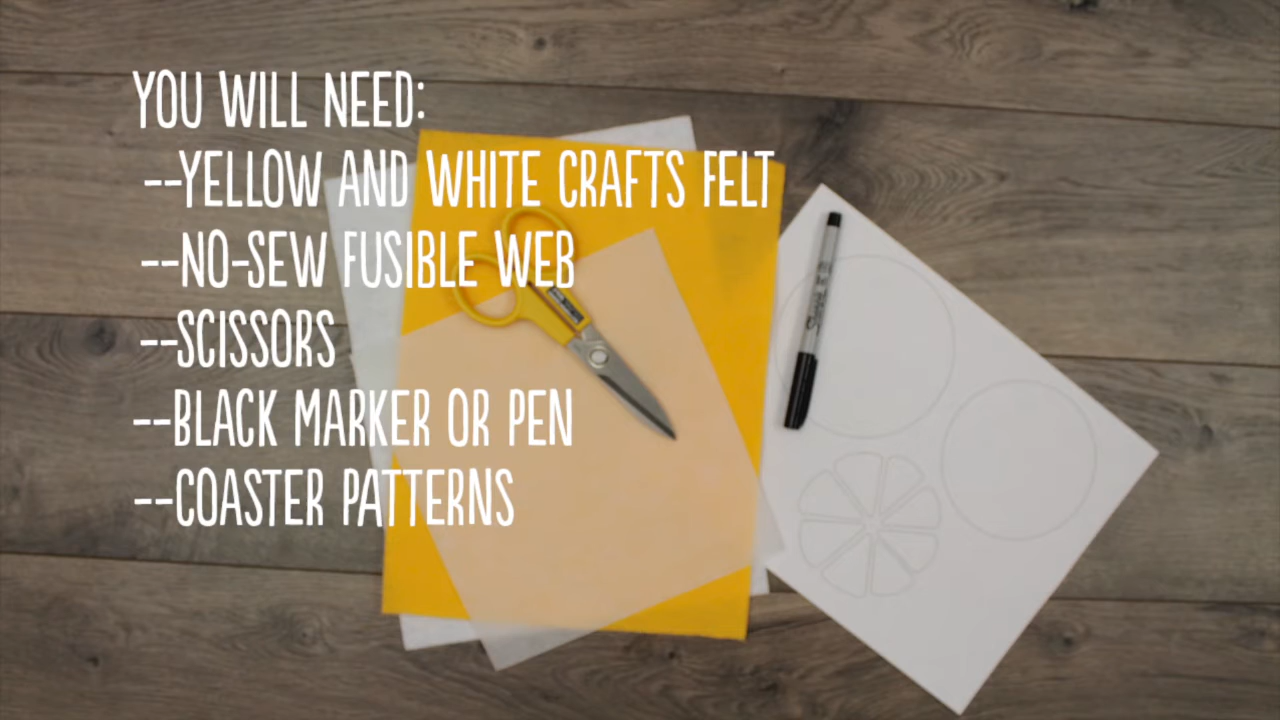 YOU WILL NEED:
--YELLOW AND WHITE CRAFTS FELT
--NO-SEW FUSIBLE WEB
--SCISSORS
--BLACK MARKER OR PEN
--COASTER PATTERNS
Sharpie